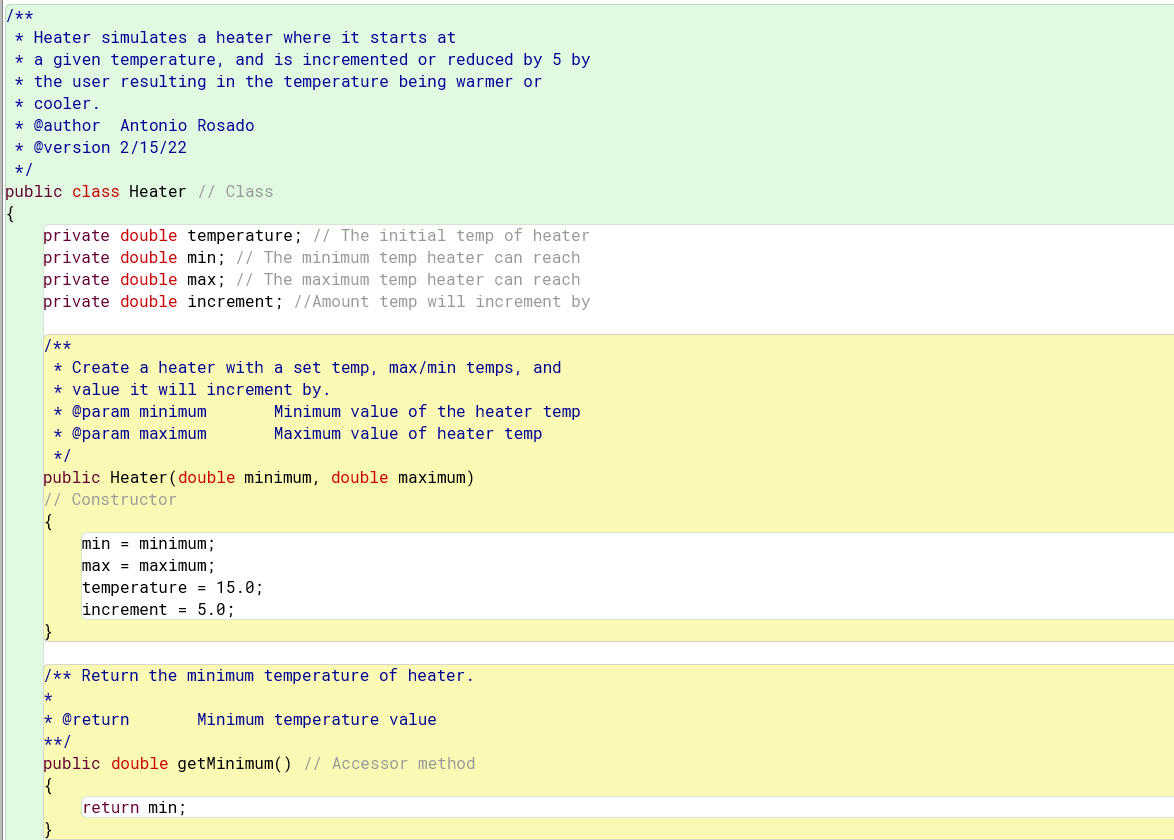 /**
 * Heater simulates a heater where it starts at
 * a given temperature, and is incremented or reduced by 5 by
 * the user resulting in the temperature being warmer or
 * cooler.
 * @author  Antonio Rosado
 * @version 2/15/22
 */
public class Heater // Class
{
    private double temperature; // The initial temp of heater
    private double min; // The minimum temp heater can reach
    private double max; // The maximum temp heater can reach
    private double increment; //Amount temp will increment by

    /**
     * Create a heater with a set temp, max/min temps, and
     * value it will increment by.
     * @param minimum       Minimum value of the heater temp
     * @param maximum       Maximum value of heater temp
     */
    public Heater(double minimum, double maximum)
    // Constructor
    {
        min = minimum;
        max = maximum;
        temperature = 15.0;
        increment = 5.0;
    }

    /** Return the minimum temperature of heater.
    *
    * @return       Minimum temperature value
    **/
    public double getMinimum() // Accessor method
    {
        return min;
    }